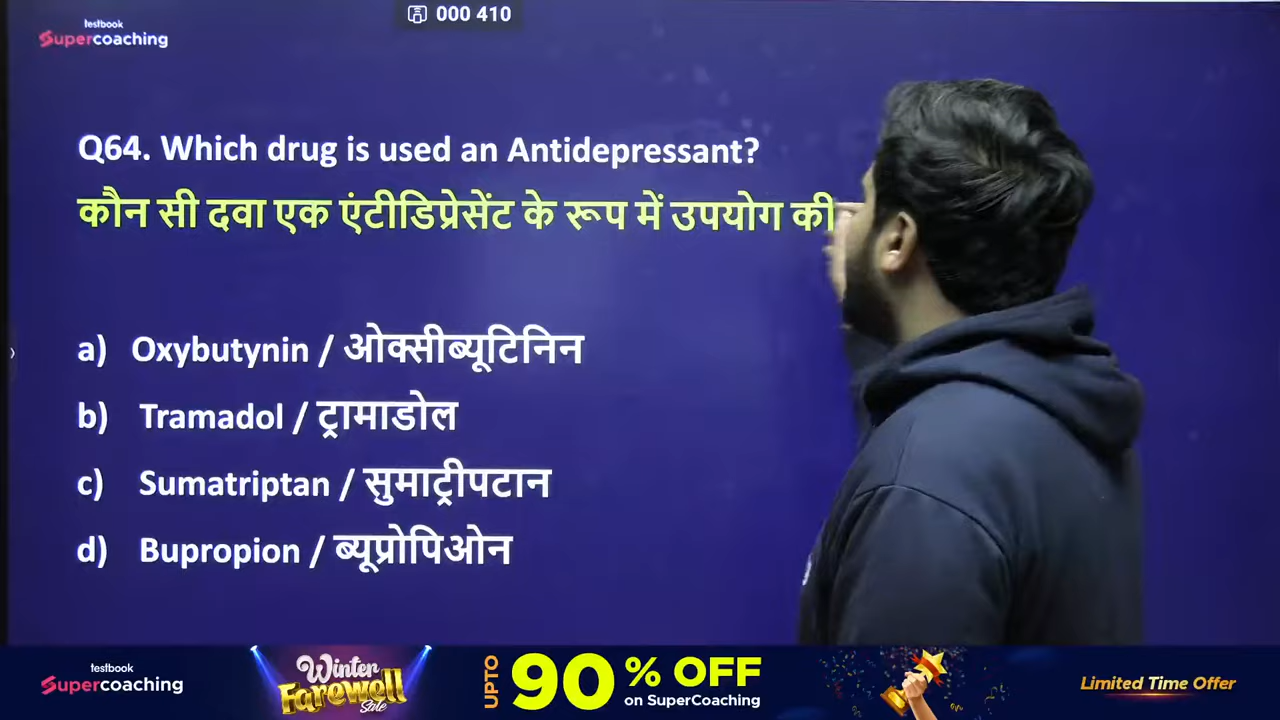 testbook
Supercoaching
000 410
Q64. Which drug is used an Antidepressant?
कौन सी दवा एक एंटीडिप्रेसेंट के रूप में उपयोग की
a) Oxybutynin / ओक्सीब्यूटिनिन
b) Tramadol / ट्रामाडोल
c) Sumatriptan / सुमाट्रीपटान
d) Bupropion / ब्यूप्रोपिओन
testbook
Supercoaching
Winter
Farewell
Sale
UPTO
90% OFF
on SuperCoaching
Limited Time Offer